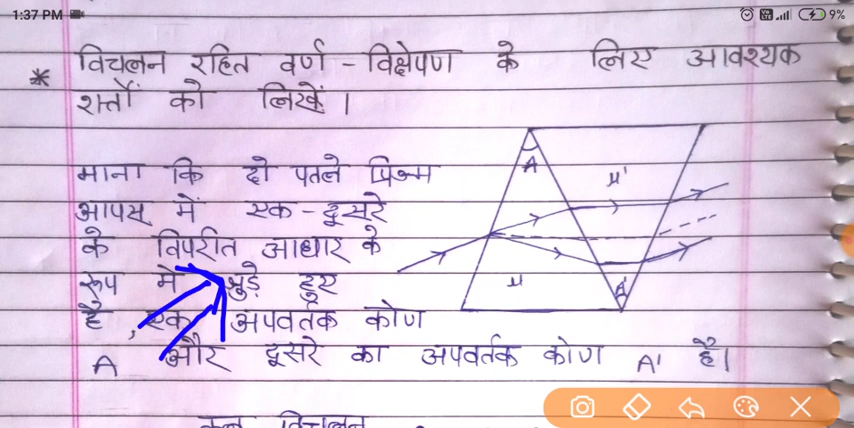 1:37 PM
9%
* विचलन रहित वर्ण - विक्षेपण के लिए आवश्यक
शर्त्तों को लिखें।
माना कि दो पतले प्रिज्म
आपस में एक - दूसरे
के विपरीत आधार के
रूप में जुड़े हुए
है, एक अपवर्तक कोण
A और दूसरे का अपवर्तक कोण A' है।
A
μ'
μ
A'
कुल विचलन